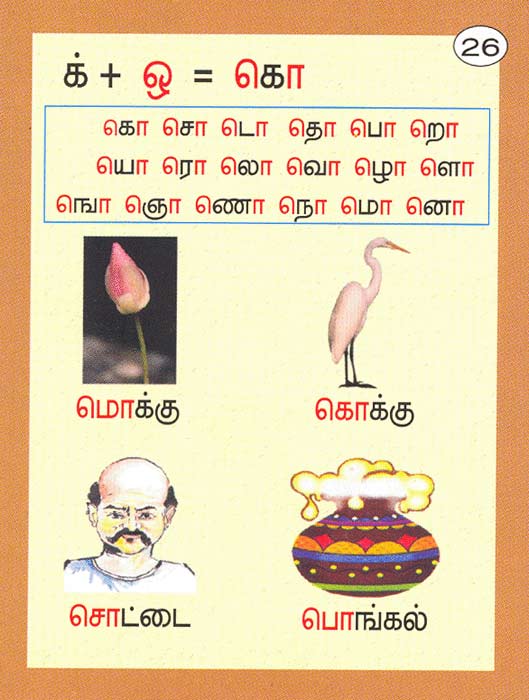 26
க் + ஒ = கொ
கொ சொ டொ தொ பொ றொ
யொ ரொ லொ வொ ழொ ளொ
ஙொ ஞொ ணொ நொ மொ னொ
மொக்கு கொக்கு
சொட்டை பொங்கல்